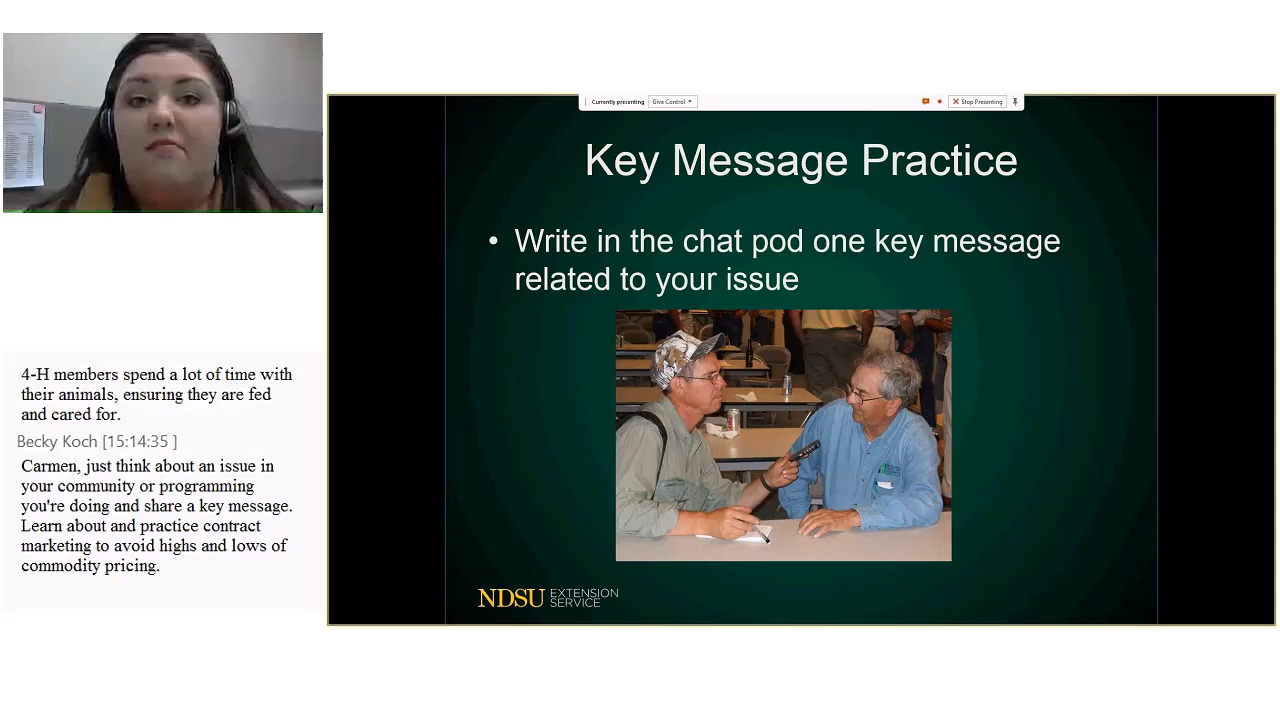 Currently presenting
Give Control
Stop Presenting
Key Message Practice
• Write in the chat pod one key message
related to your issue
NDSU EXTENSION
SERVICE
4-H members spend a lot of time with
their animals, ensuring they are fed
and cared for.
Becky Koch [15:14:35 ]
Carmen, just think about an issue in
your community or programming
you're doing and share a key message.
Learn about and practice contract
marketing to avoid highs and lows of
commodity pricing.